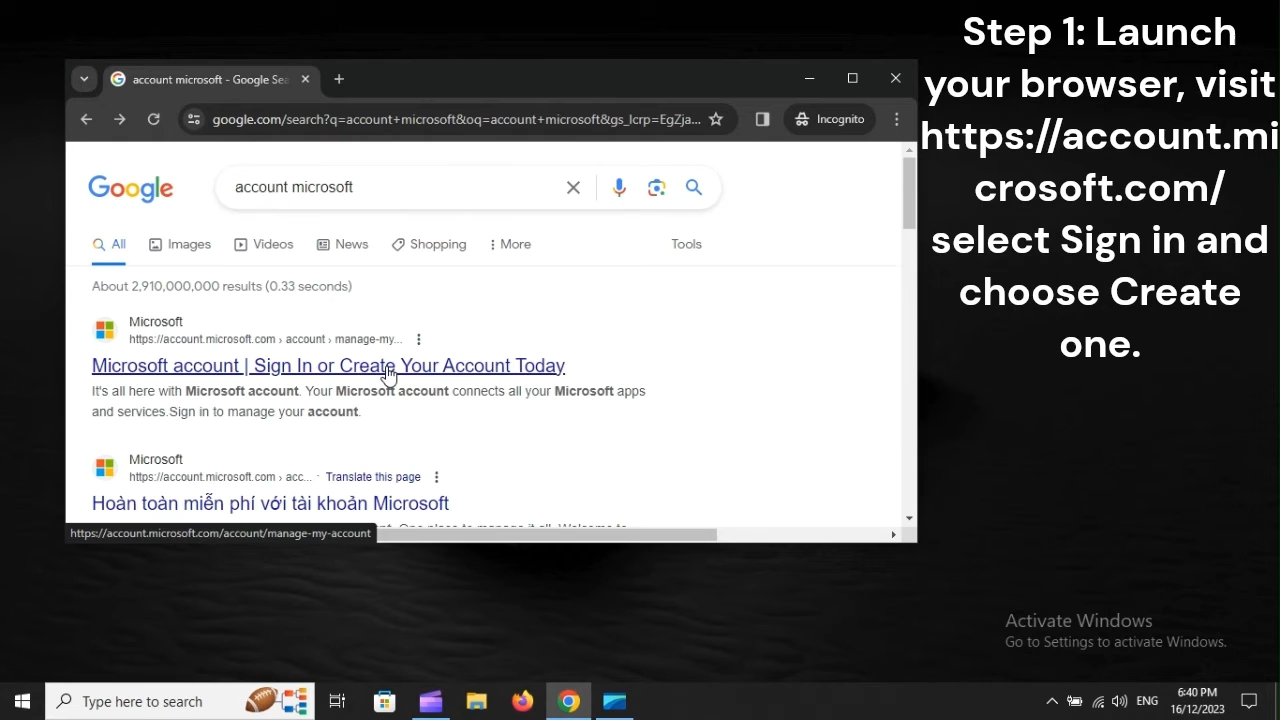 Step 1: Launch
your browser, visit
https://account.mi
crosoft.com/
select Sign in and
choose Create
one.
account microsoft - Google Sea
google.com/search?q=account+microsoft&oq=account+microsoft&gs_lcrp=EgZja...
Incognito
Google
account microsoft
All Images Videos News Shopping More Tools
About 2,910,000,000 results (0.33 seconds)
Microsoft
https://account.microsoft.com › account › manage-my...
Microsoft account | Sign In or Create Your Account Today
It's all here with Microsoft account. Your Microsoft account connects all your Microsoft apps
and services.Sign in to manage your account.
Microsoft
https://account.microsoft.com › acc... · Translate this page
Hoàn toàn miễn phí với tài khoản Microsoft
https://account.microsoft.com/account/manage-my-account
Activate Windows
Go to Settings to activate Windows.
Type here to search
ENG
6:40 PM
16/12/2023